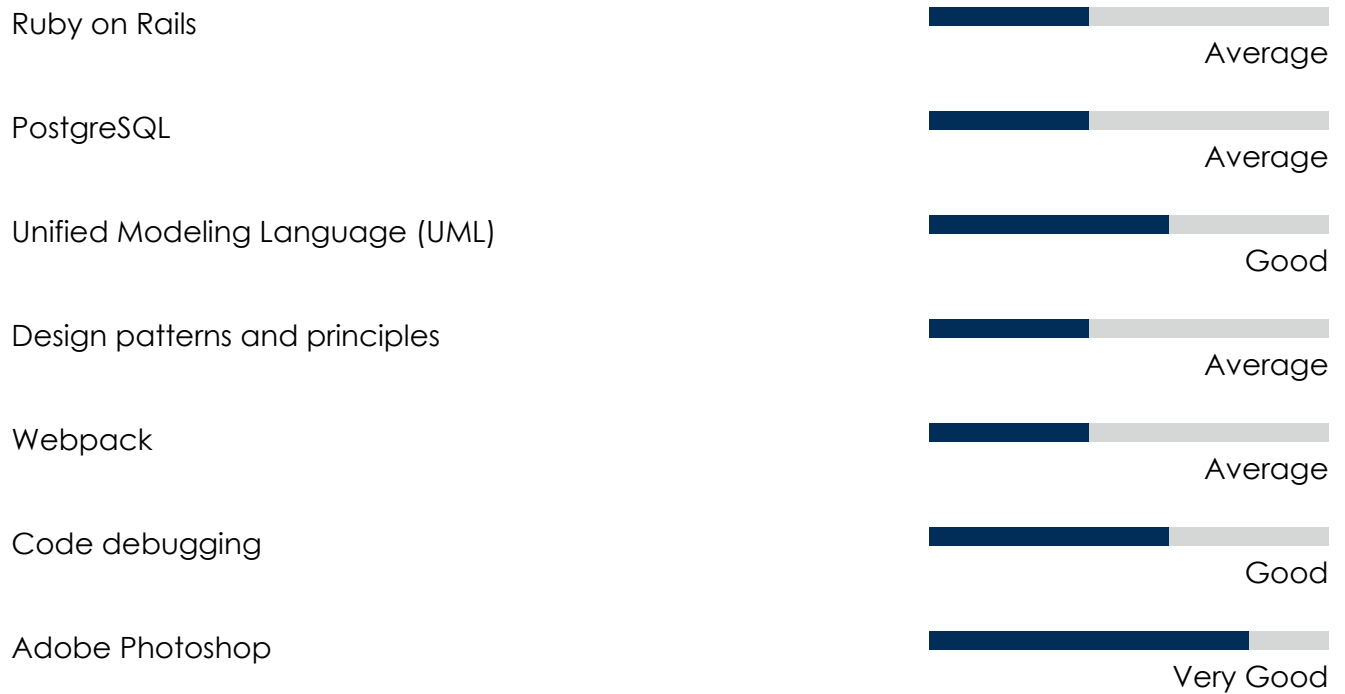 Ruby on Rails
Average
PostgreSQL
Average
Unified Modeling Language (UML)
Good
Design patterns and principles
Average
Webpack
Average
Code debugging
Good
Adobe Photoshop
Very Good